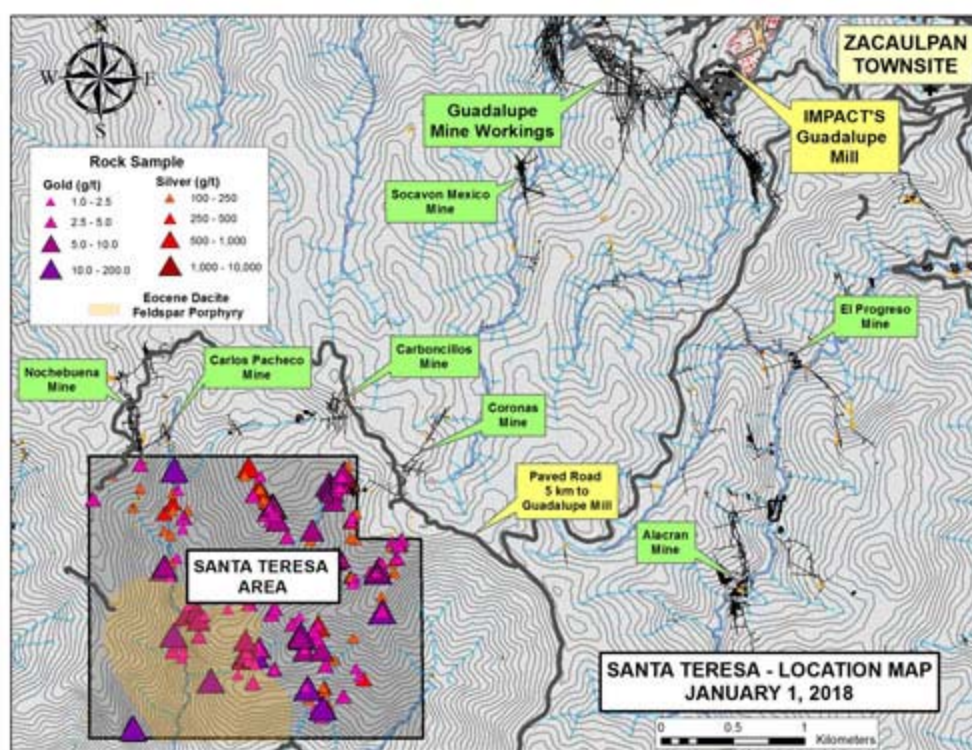 N
W E
S
ZACAULPAN
TOWNSITE
Guadalupe
Mine Workings
IMPACT'S
Guadalupe
Mill
Rock Sample
Gold (g/t)
1.0 - 2.5
2.5 - 5.0
5.0 - 10.0
10.0 - 200.0
Silver (g/t)
100 - 250
250 - 500
500 - 1,000
1,000 - 10,000
Eocene Dacite
Feldspar Porphyry
Socavon Mexico
Mine
El Progreso
Mine
Nochebuena
Mine
Carlos Pacheco
Mine
Carboncillos
Mine
Coronas
Mine
Paved Road
5 km to
Guadalupe Mill
Alacran
Mine
SANTA TERESA
AREA
SANTA TERESA - LOCATION MAP
JANUARY 1, 2018
0 0.5 1
Kilometers